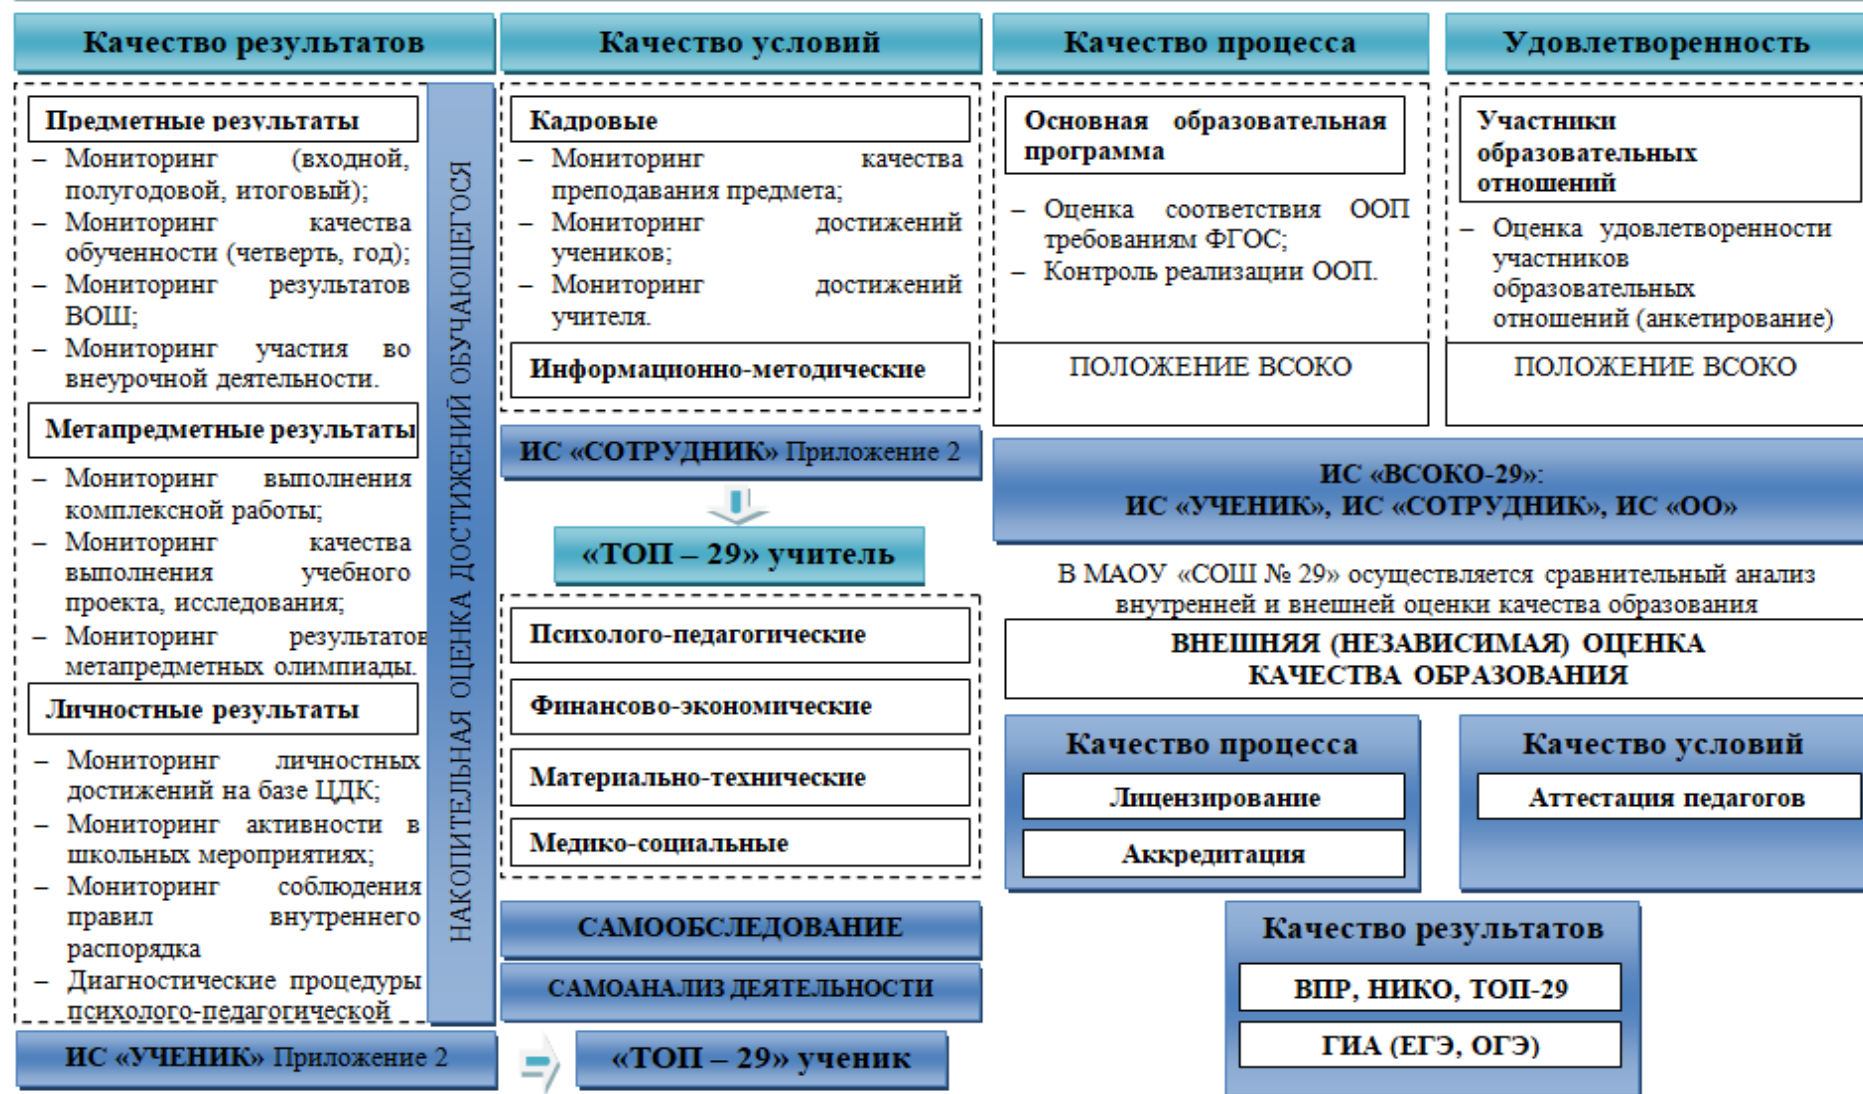 Качество результатов
Предметные результаты
– Мониторинг (входной,
полугодовой, итоговый);
– Мониторинг качества
обученности (четверть, год);
– Мониторинг результатов
ВОШ;
– Мониторинг участия во
внеурочной деятельности.
Метапредметные результаты
– Мониторинг выполнения
комплексной работы;
– Мониторинг качества
выполнения учебного
проекта, исследования;
– Мониторинг результатов
метапредметных олимпиады.
Личностные результаты
– Мониторинг личностных
достижений на базе ЦДК;
– Мониторинг активности в
школьных мероприятиях;
– Мониторинг соблюдения
правил внутреннего
распорядка
– Диагностические процедуры
психолого-педагогической
НАКОПИТЕЛЬНАЯ ОЦЕНКА ДОСТИЖЕНИЙ ОБУЧАЮЩЕГОСЯ
ИС «УЧЕНИК» Приложение 2
«ТОП – 29» ученик
Качество условий
Кадровые
– Мониторинг качества
преподавания предмета;
– Мониторинг достижений
учеников;
– Мониторинг достижений
учителя.
Информационно-методические
ИС «СОТРУДНИК» Приложение 2
«ТОП – 29» учитель
Психолого-педагогические
Финансово-экономические
Материально-технические
Медико-социальные
САМООБСЛЕДОВАНИЕ
САМОАНАЛИЗ ДЕЯТЕЛЬНОСТИ
Качество процесса
Основная образовательная
программа
– Оценка соответствия ООП
требованиям ФГОС;
– Контроль реализации ООП.
ПОЛОЖЕНИЕ ВСОКО
Удовлетворенность
Участники
образовательных
отношений
– Оценка удовлетворенности
участников
образовательных
отношений (анкетирование)
ПОЛОЖЕНИЕ ВСОКО
ИС «ВСОКО-29»:
ИС «УЧЕНИК», ИС «СОТРУДНИК», ИС «ОО»
В МАОУ «СОШ № 29» осуществляется сравнительный анализ
внутренней и внешней оценки качества образования
ВНЕШНЯЯ (НЕЗАВИСИМАЯ) ОЦЕНКА
КАЧЕСТВА ОБРАЗОВАНИЯ
Качество процесса
Лицензирование
Аккредитация
Качество условий
Аттестация педагогов
Качество результатов
ВПР, НИКО, ТОП-29
ГИА (ЕГЭ, ОГЭ)